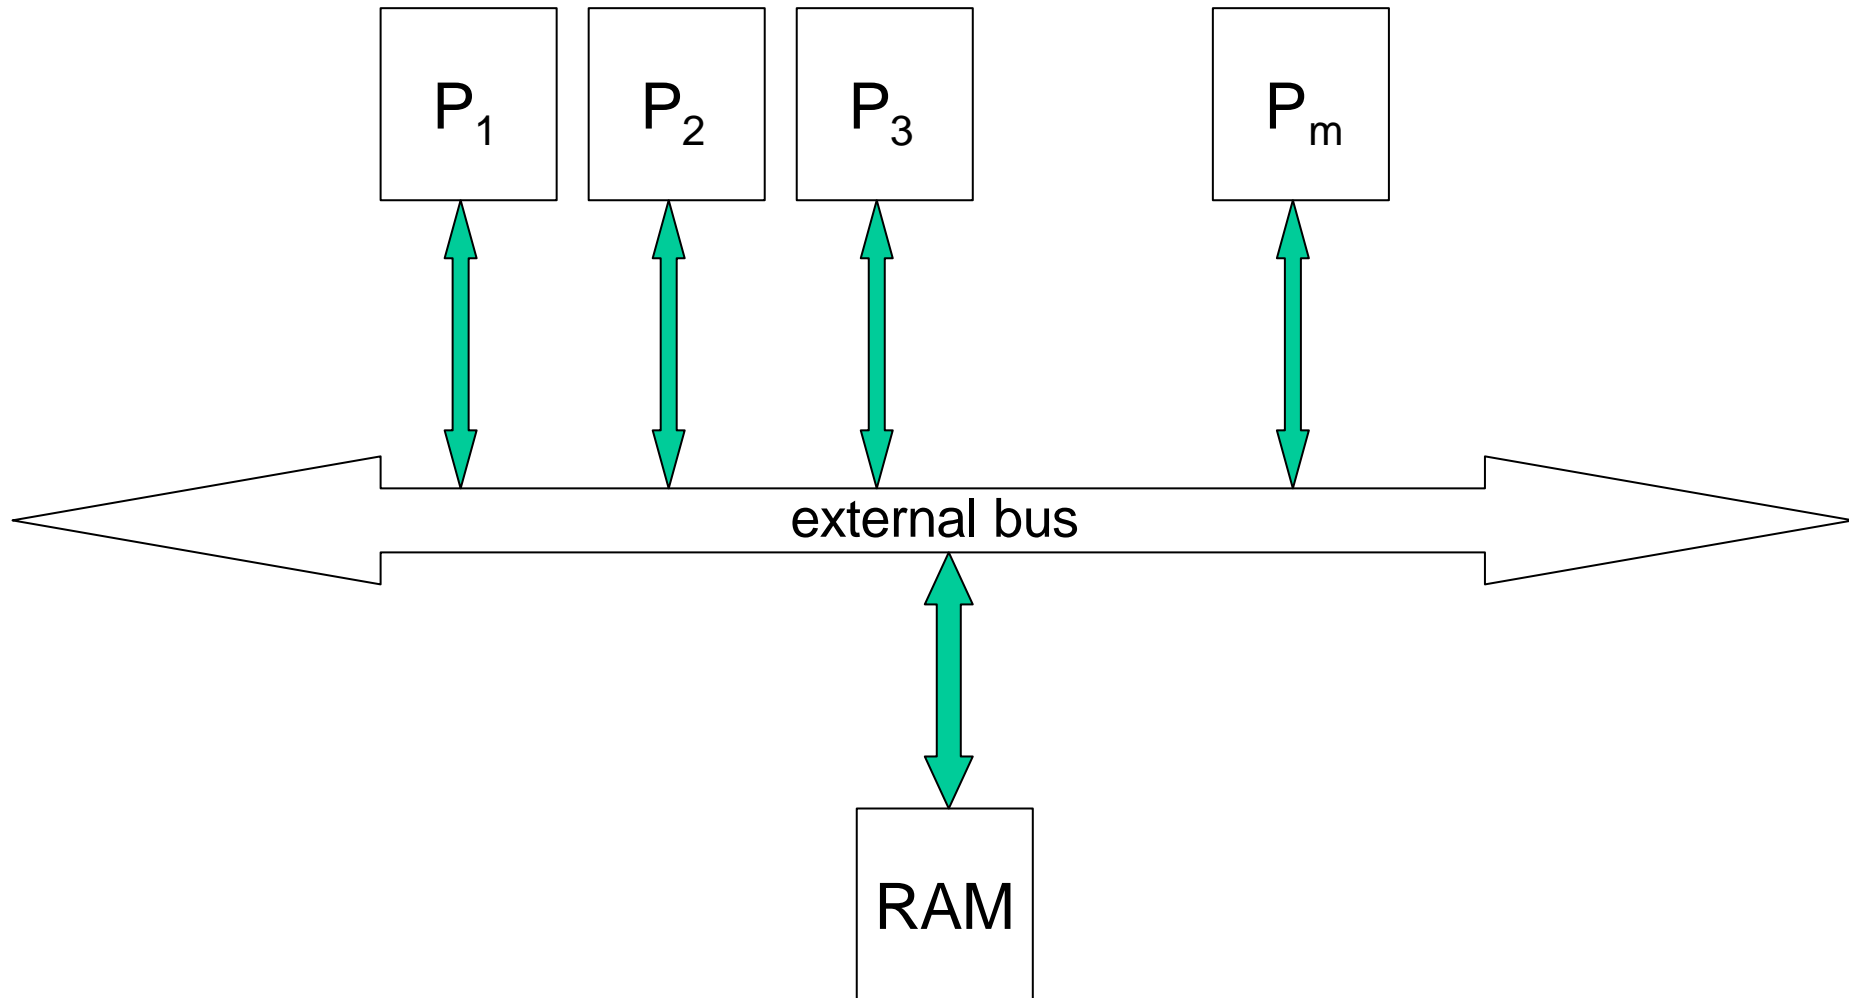 P₁ P₂ P₃ Pₘ
external bus
RAM